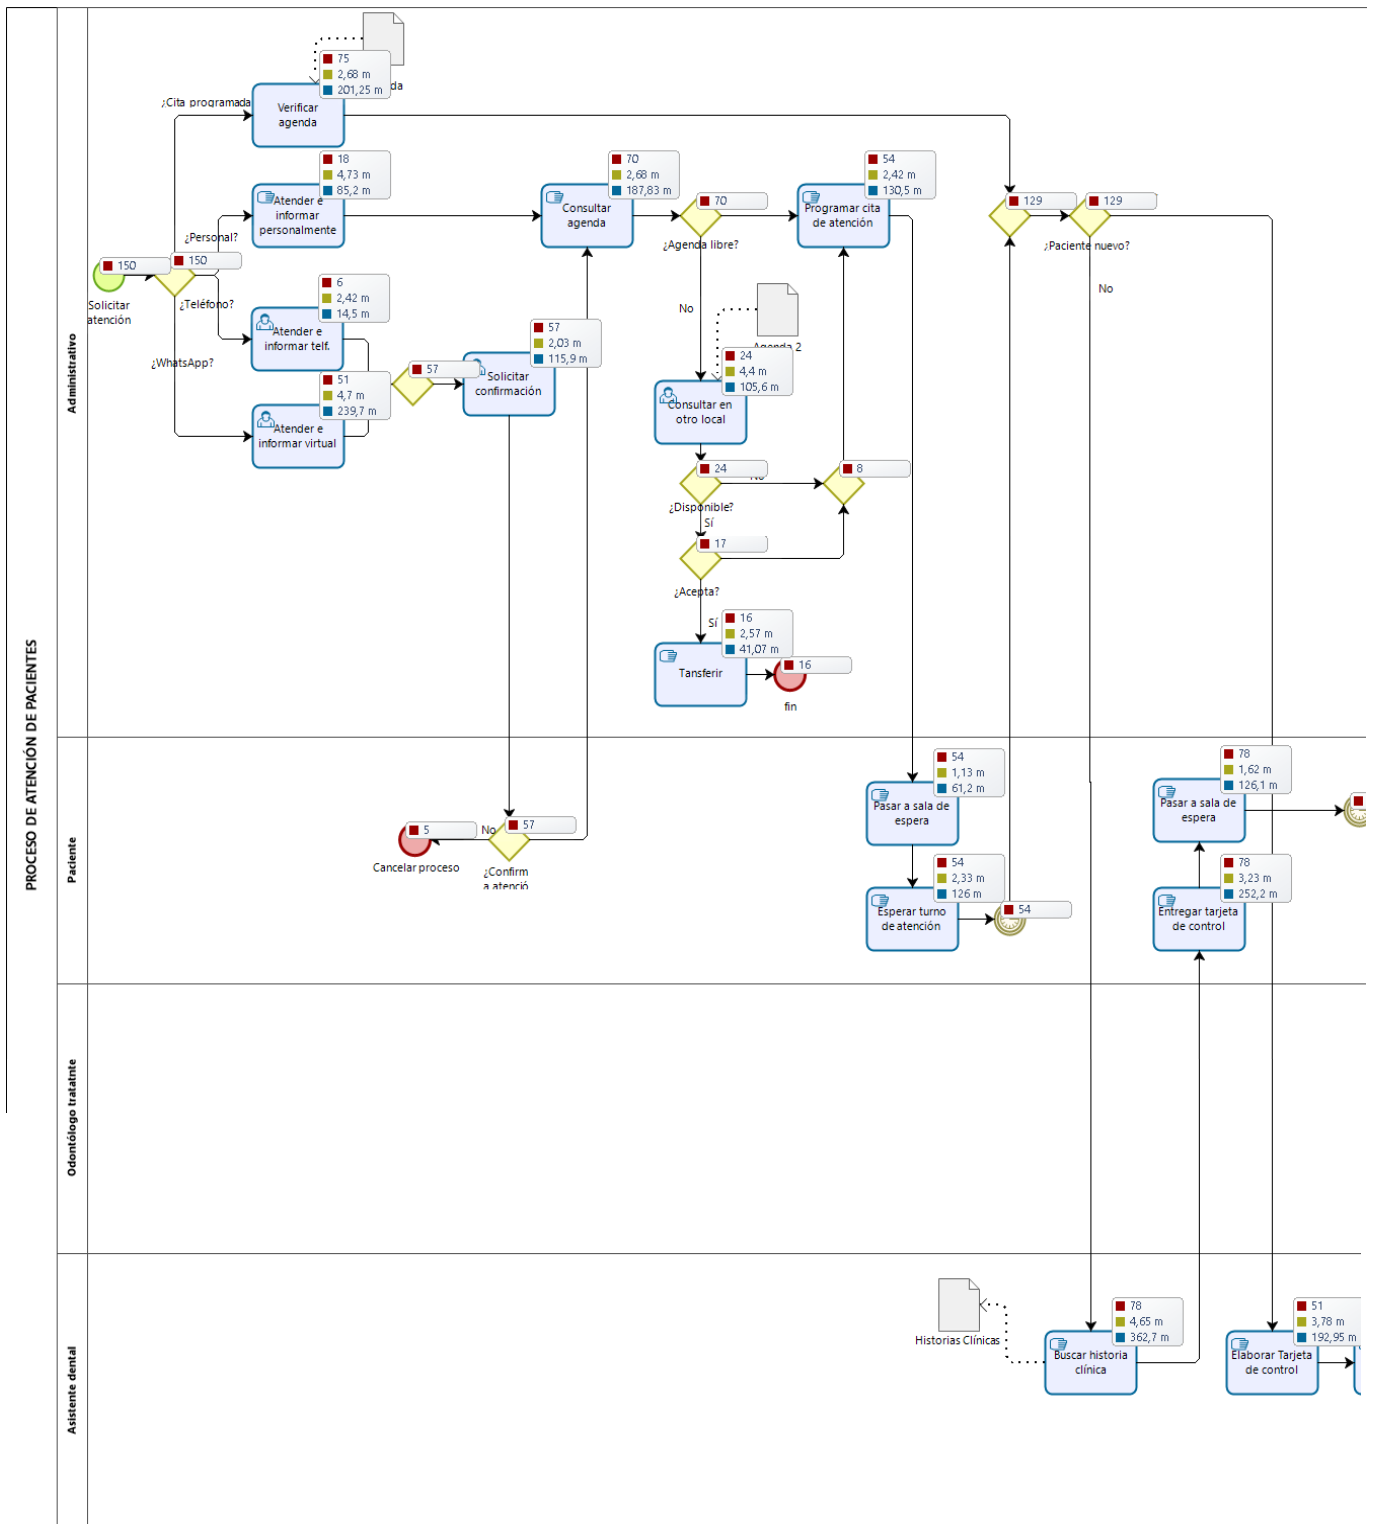 PROCESO DE ATENCIÓN DE PACIENTES
Administrativo
Paciente
Odontólogo tratatnte
Asistente dental
75
2,68 m
201,25 m
da
¿Cita programada
Verificar
agenda
18
4,73 m
85,2 m
Atender e
informar
personalmente
¿Personal?
150
150
Solicitar
atención
¿Teléfono?
6
2,42 m
14,5 m
Atender e
informar telf.
¿WhatsApp?
51
4,7 m
239,7 m
Atender e
informar virtual
57
57
2,03 m
115,9 m
Solicitar
confirmación
70
2,68 m
187,83 m
Consultar
agenda
70
¿Agenda libre?
No
54
2,42 m
130,5 m
Programar cita
de atención
129
129
¿Paciente nuevo?
No
Agenda 2
24
4,4 m
105,6 m
Consultar en
otro local
24
No
8
¿Disponible?
Sí
17
¿Acepta?
Sí
16
2,57 m
41,07 m
Tansferir
16
fin
5
No
57
Cancelar proceso
¿Confirm
a atenció
54
1,13 m
61,2 m
Pasar a sala de
espera
54
2,33 m
126 m
Esperar turno
de atención
54
78
1,62 m
126,1 m
Pasar a sala de
espera
78
3,23 m
252,2 m
Entregar tarjeta
de control
Historias Clínicas
78
4,65 m
362,7 m
Buscar historia
clínica
51
3,78 m
192,95 m
Elaborar Tarjeta
de control